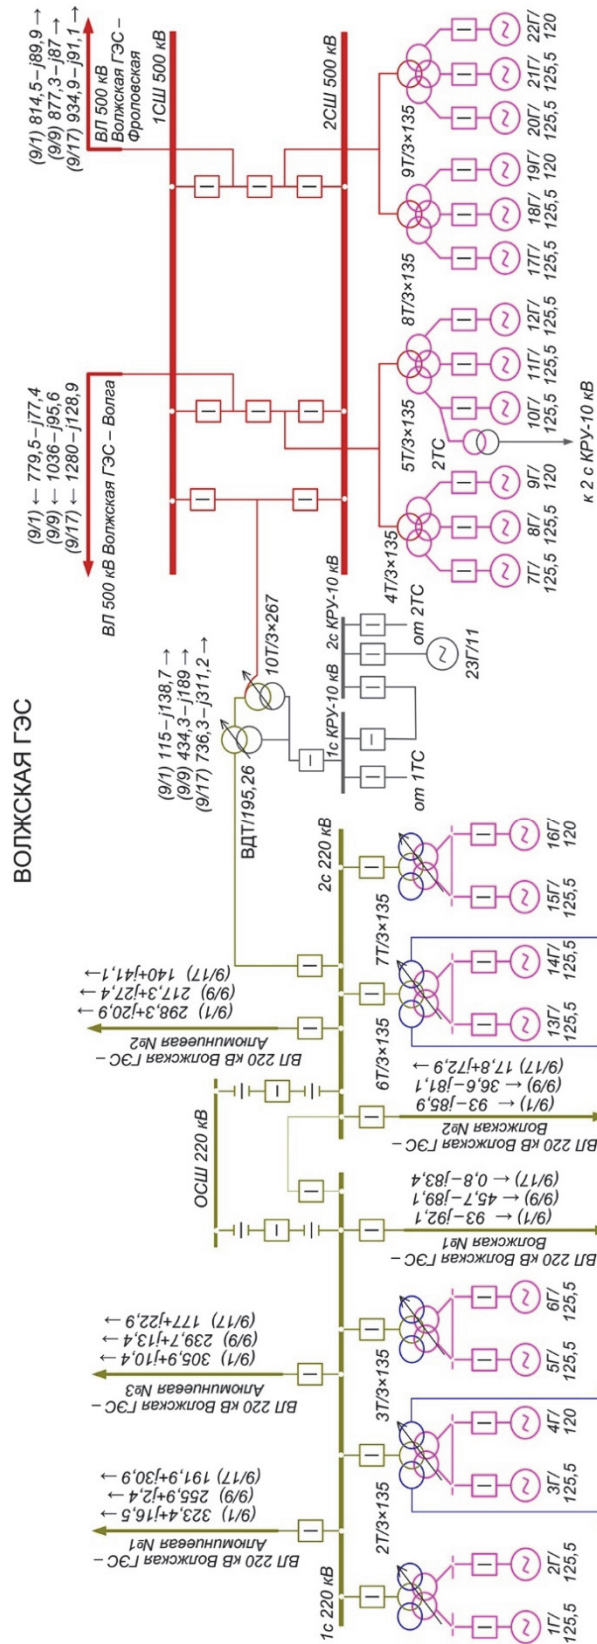 ВОЛЖСКАЯ ГЭС
(9/1) 323,4+j16,5 →
(9/9) 255,9+j2,4 →
(9/17) 191,9+j30,9 →
ВЛ 220 кВ Волжская ГЭС –
Алюминиевая №1
(9/1) 305,9+j10,4 →
(9/9) 239,7+j13,4 →
(9/17) 177+j22,9 →
ВЛ 220 кВ Волжская ГЭС –
Алюминиевая №3
ОСШ 220 кВ
(9/1) 298,3+j20,9 →
(9/9) 217,3+j27,4 →
(9/17) 140+j41,1 →
ВЛ 220 кВ Волжская ГЭС –
Алюминиевая №2
(9/1) 115–j138,7 →
(9/9) 434,3–j189 →
(9/17) 736,3–j311,2 →
ВДТ/195,26
10Т/3×267
(9/1) ← 779,5–j77,4
(9/9) ← 1036–j95,6
(9/17) ← 1280–j128,9
ВЛ 500 кВ Волжская ГЭС – Волга
(9/1) 814,5–j89,9 →
(9/9) 877,3–j87 →
(9/17) 934,9–j91,1 →
ВЛ 500 кВ
Волжская ГЭС –
Фроловская
1СШ 500 кВ
2СШ 500 кВ
1с 220 кВ
2с 220 кВ
1с КРУ-10 кВ
2с КРУ-10 кВ
от 1ТС
от 2ТС
23Г/11
ВЛ 220 кВ Волжская ГЭС –
Волжская №1
(9/1) ← 93–j92,1
(9/9) ← 45,7–j89,1
(9/17) ← 0,8–j83,4
ВЛ 220 кВ Волжская ГЭС –
Волжская №2
(9/1) ← 93–j85,9
(9/9) ← 36,6–j81,1
(9/17) 17,8+j72,9 →
2Т/3×135
3Т/3×135
6Т/3×135
7Т/3×135
4Т/3×135
5Т/3×135
2ТС
8Т/3×135
9Т/3×135
к 2 с КРУ-10 кВ
1Г/
125,5
2Г/
125,5
3Г/
125,5
4Г/
120
5Г/
125,5
6Г/
125,5
13Г/
125,5
14Г/
125,5
15Г/
125,5
16Г/
120
7Г/
125,5
8Г/
125,5
9Г/
120
10Г/
125,5
11Г/
125,5
12Г/
125,5
17Г/
125,5
18Г/
125,5
19Г/
120
20Г/
125,5
21Г/
125,5
22Г/
120